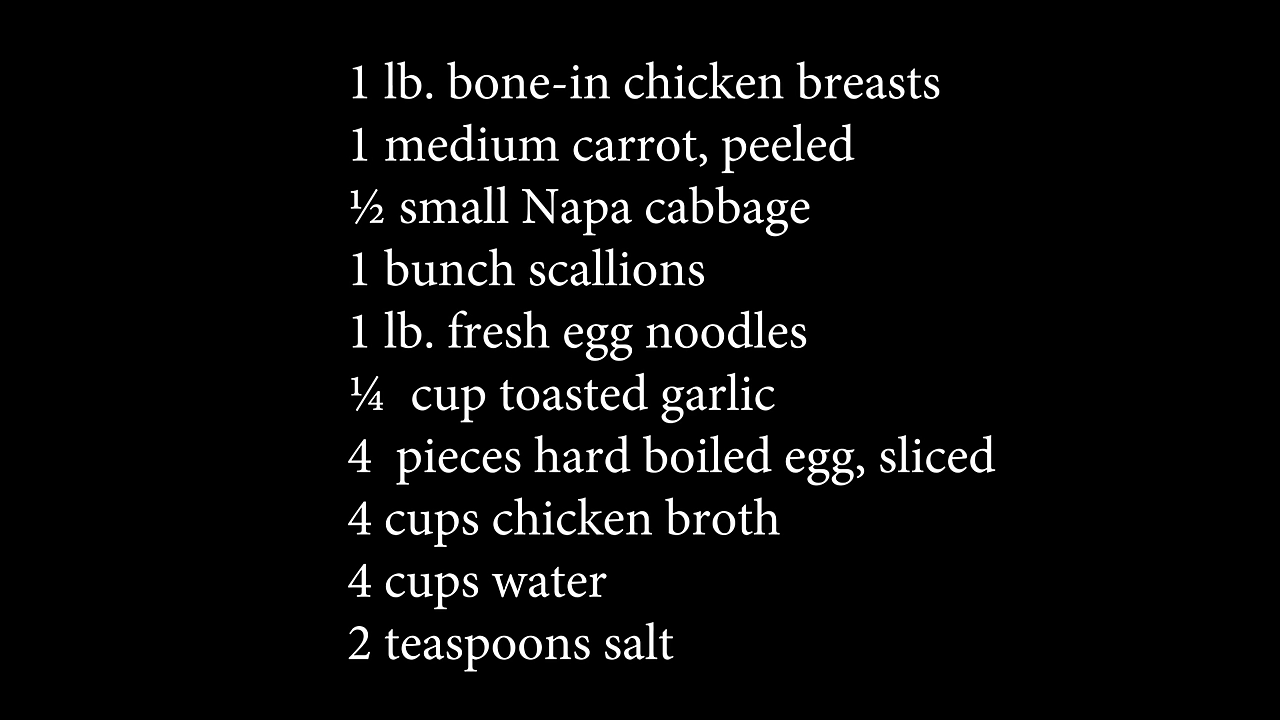 1 lb. bone-in chicken breasts
1 medium carrot, peeled
½ small Napa cabbage
1 bunch scallions
1 lb. fresh egg noodles
¼  cup toasted garlic
4  pieces hard boiled egg, sliced
4 cups chicken broth
4 cups water
2 teaspoons salt